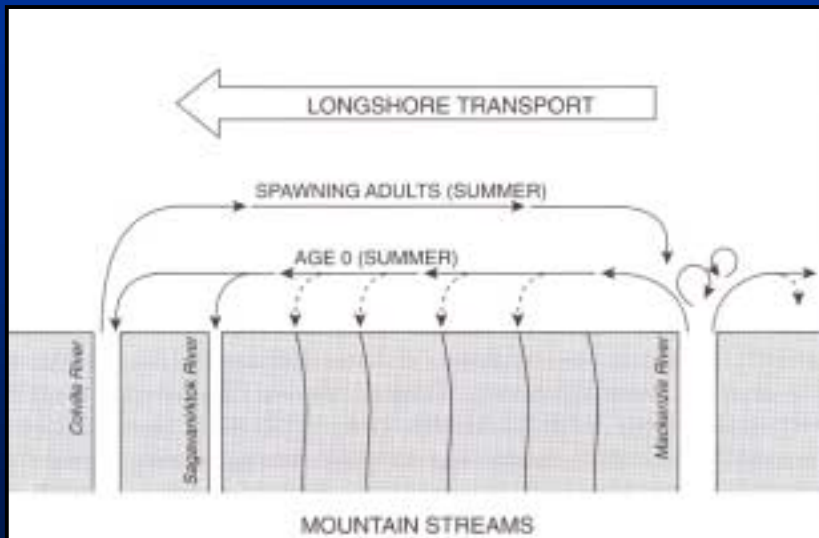 LONGSHORE TRANSPORT
SPAWNING ADULTS (SUMMER)
AGE 0 (SUMMER)
Colville River
Sagavanirktok River
Mackenzie River
MOUNTAIN STREAMS